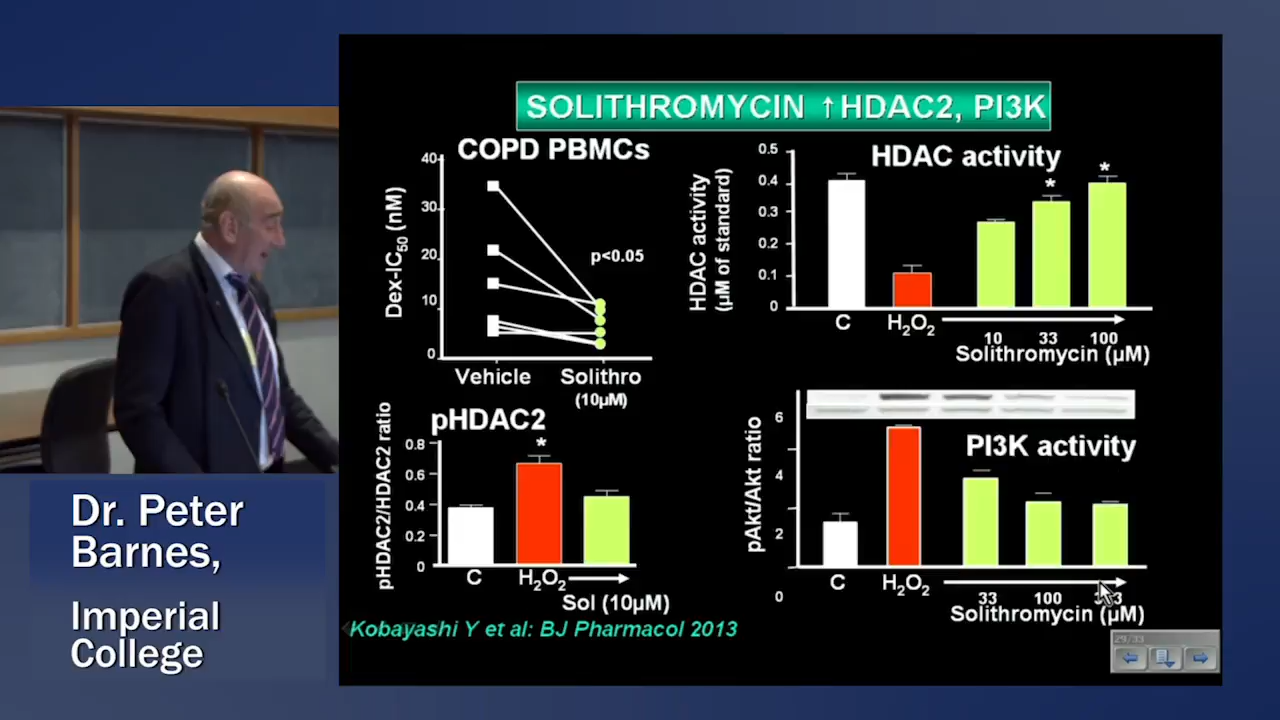 SOLITHROMYCIN ↑HDAC2, PI3K
COPD PBMCs
Dex-IC50 (nM)
40
30
20
10
0
p<0.05
Vehicle
Solithro
(10µM)
HDAC activity
HDAC activity
(µM of standard)
0.5
0.4
0.3
0.2
0.1
0
*
*
C
H2O2
10
33
100
Solithromycin (µM)
pHDAC2
pHDAC2/HDAC2 ratio
0.8
0.6
0.4
0.2
0
*
C
H2O2
Sol (10µM)
PI3K activity
pAkt/Akt ratio
6
4
2
0
C
H2O2
33
100
Solithromycin (µM)
Kobayashi Y et al: BJ Pharmacol 2013
29/33
Dr. Peter
Barnes,
Imperial
College